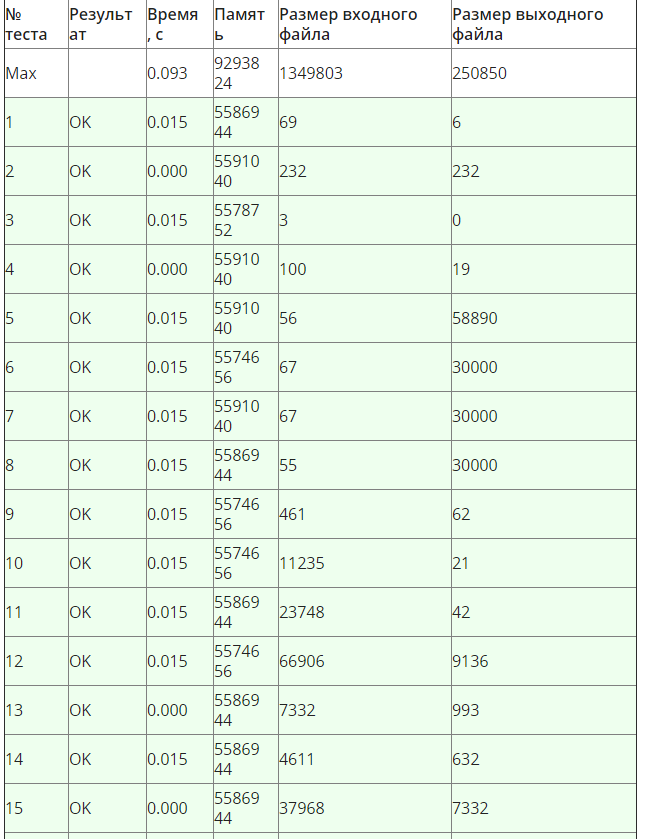 № теста Результат Время, с Память Размер входного файла Размер выходного файла
Max 0.093 9293824 1349803 250850
1 OK 0.015 5586944 69 6
2 OK 0.000 5591040 232 232
3 OK 0.015 5578752 3 0
4 OK 0.000 5591040 100 19
5 OK 0.015 5591040 56 58890
6 OK 0.015 5574656 67 30000
7 OK 0.015 5591040 67 30000
8 OK 0.015 5586944 55 30000
9 OK 0.015 5574656 461 62
10 OK 0.015 5574656 11235 21
11 OK 0.015 5586944 23748 42
12 OK 0.015 5574656 66906 9136
13 OK 0.000 5586944 7332 993
14 OK 0.015 5586944 4611 632
15 OK 0.000 5586944 37968 7332